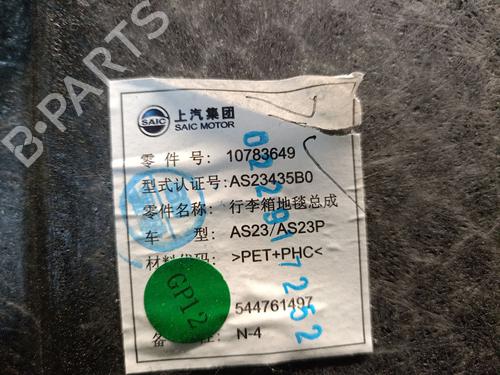 B-PARTS
SAIC 上汽集团
SAIC MOTOR
零 件 号: 10783649
型式认证号: AS23435B0
零件名称: 行李箱地毯总成
车 型: AS23/AS23P
材料代码: >PET+PHC<
544761497
N-4
GP12